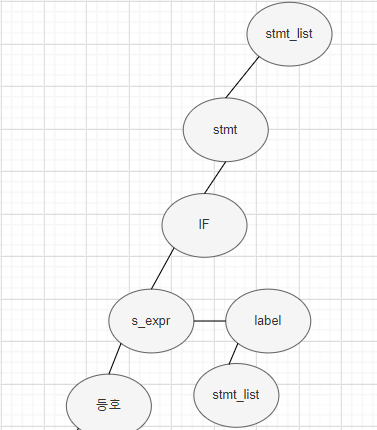 stmt_list
stmt
IF
s_expr
label
stmt_list
등호